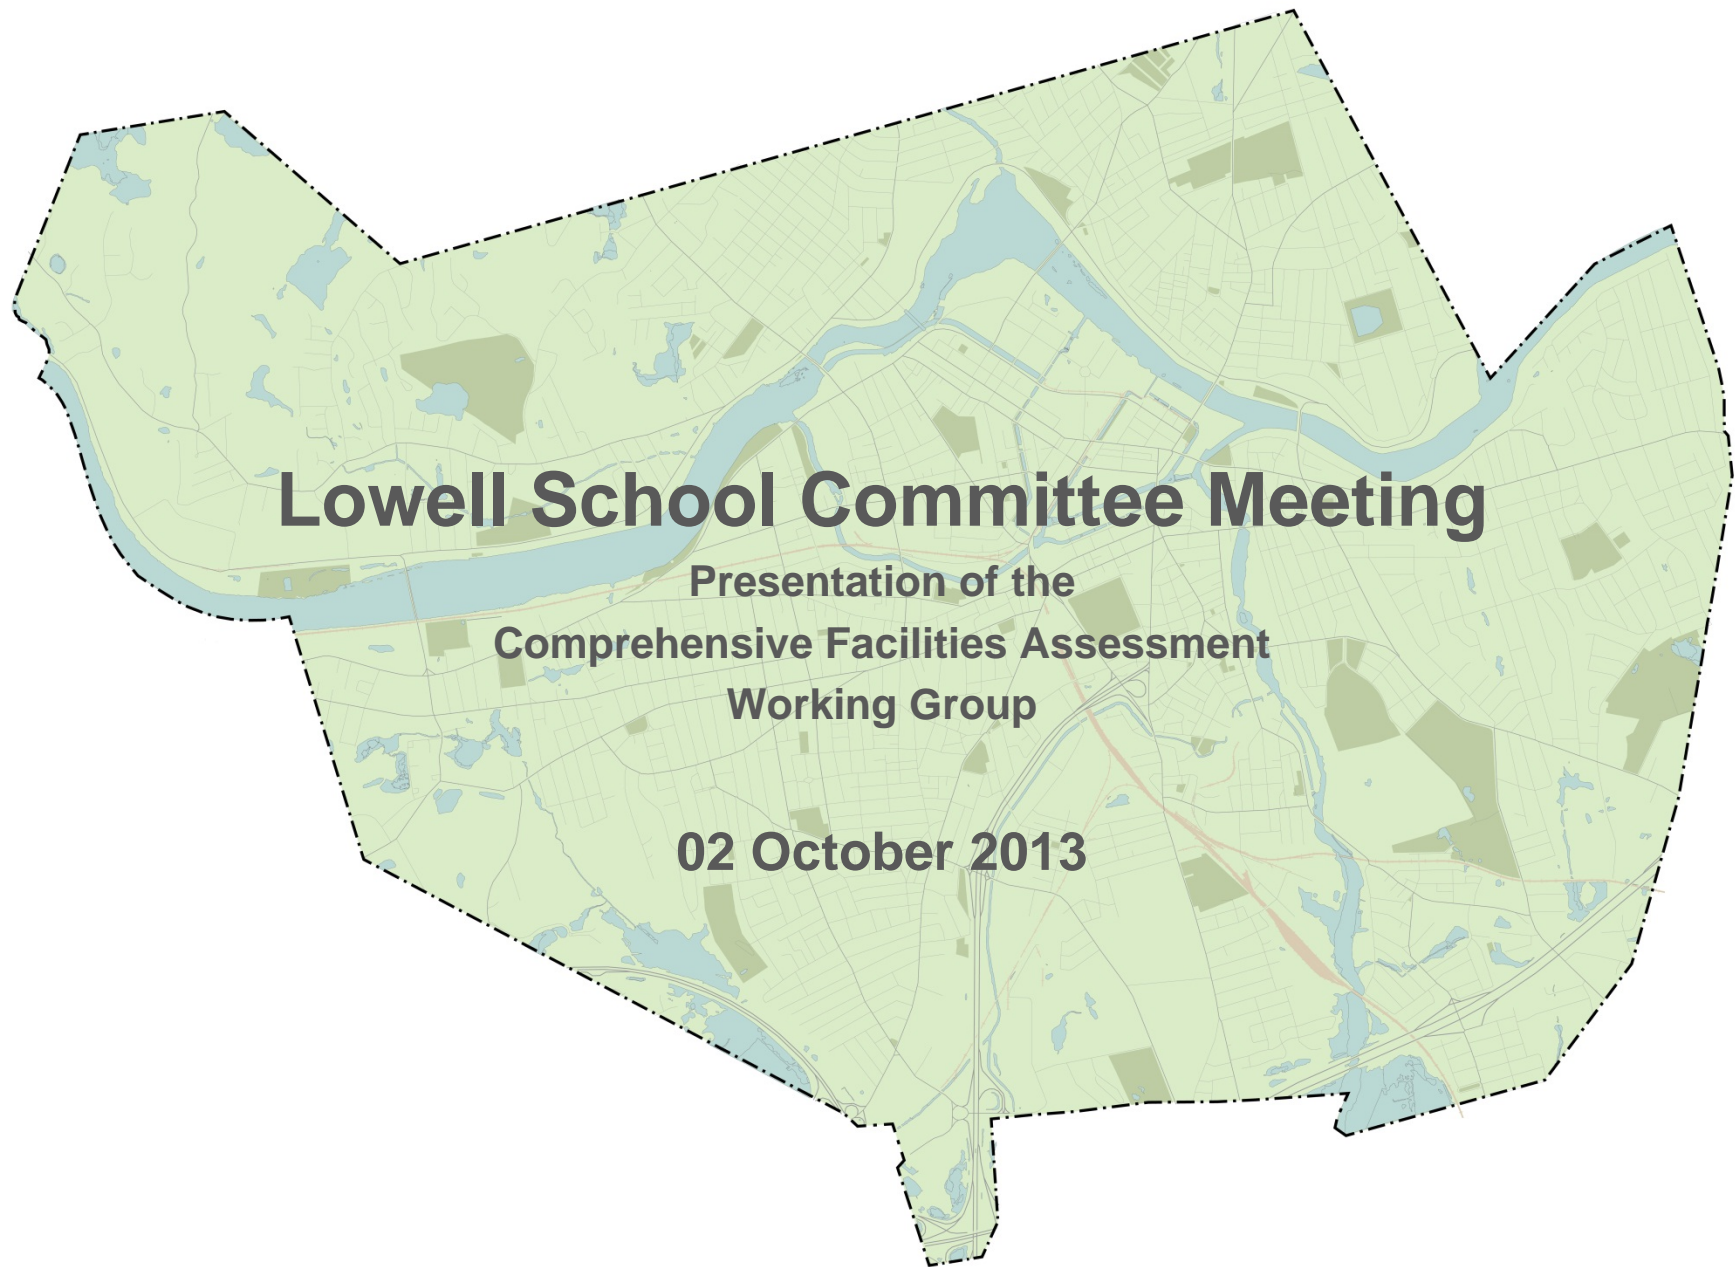 Lowell School Committee Meeting
Presentation of the
Comprehensive Facilities Assessment
Working Group
02 October 2013